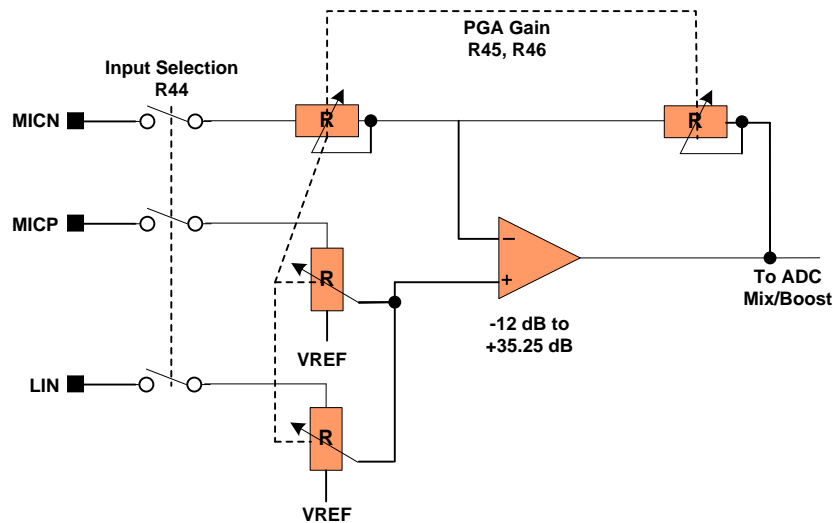 PGA Gain
R45, R46
Input Selection
R44
MICN
R
R
MICP
R
VREF
−
+
-12 dB to
+35.25 dB
To ADC
Mix/Boost
LIN
R
VREF